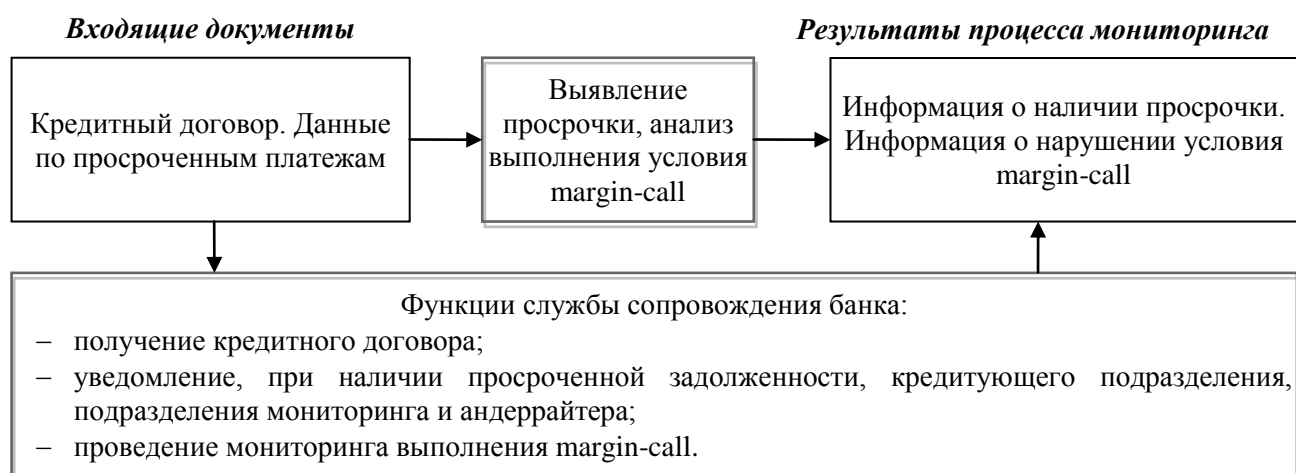 Входящие документы
Результаты процесса мониторинга
Кредитный договор. Данные
по просроченным платежам
Выявление
просрочки, анализ
выполнения условия
margin-call
Информация о наличии просрочки.
Информация о нарушении условия
margin-call
Функции службы сопровождения банка:
− получение кредитного договора;
− уведомление, при наличии просроченной задолженности, кредитующего подразделения,
подразделения мониторинга и андеррайтера;
− проведение мониторинга выполнения margin-call.